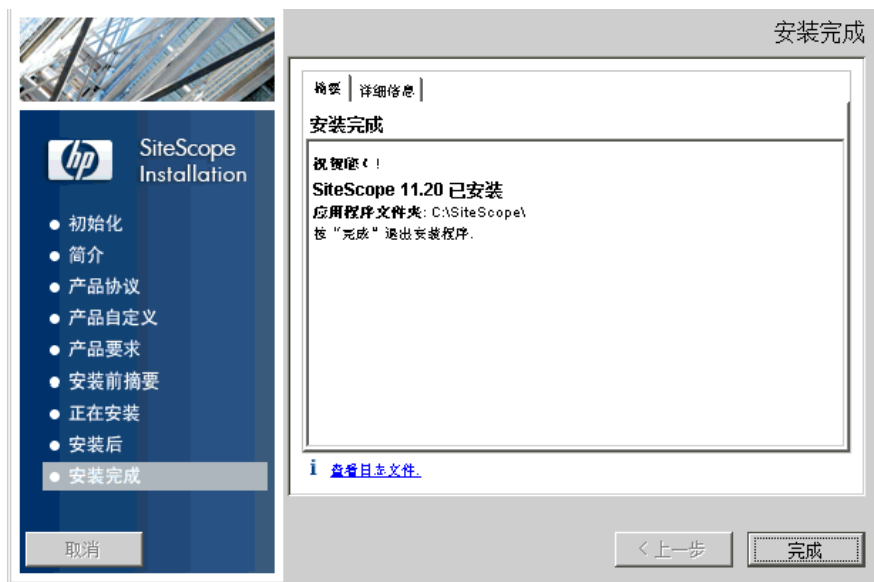 安装完成
hp
SiteScope
Installation
初始化
简介
产品协议
产品自定义
产品要求
安装前摘要
正在安装
安装后
安装完成
取消
摘要
详细信息
安装完成
SiteScope 11.20 已安装
应用程序文件夹: C:\SiteScope\
按 "完成" 退出安装程序.
i 查看日志文件.
< 上一步
完成